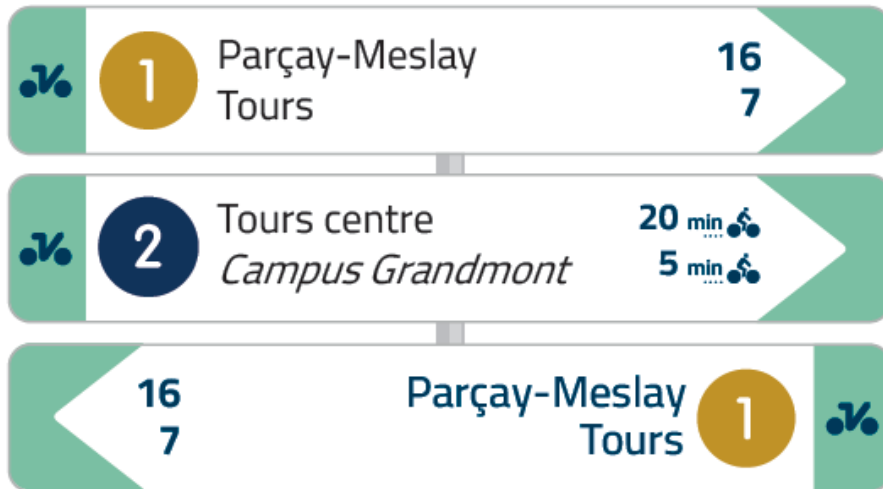 1 Parçay-Meslay 16
Tours 7
2 Tours centre 20 min
Campus Grandmont 5 min
16 Parçay-Meslay 1
7 Tours